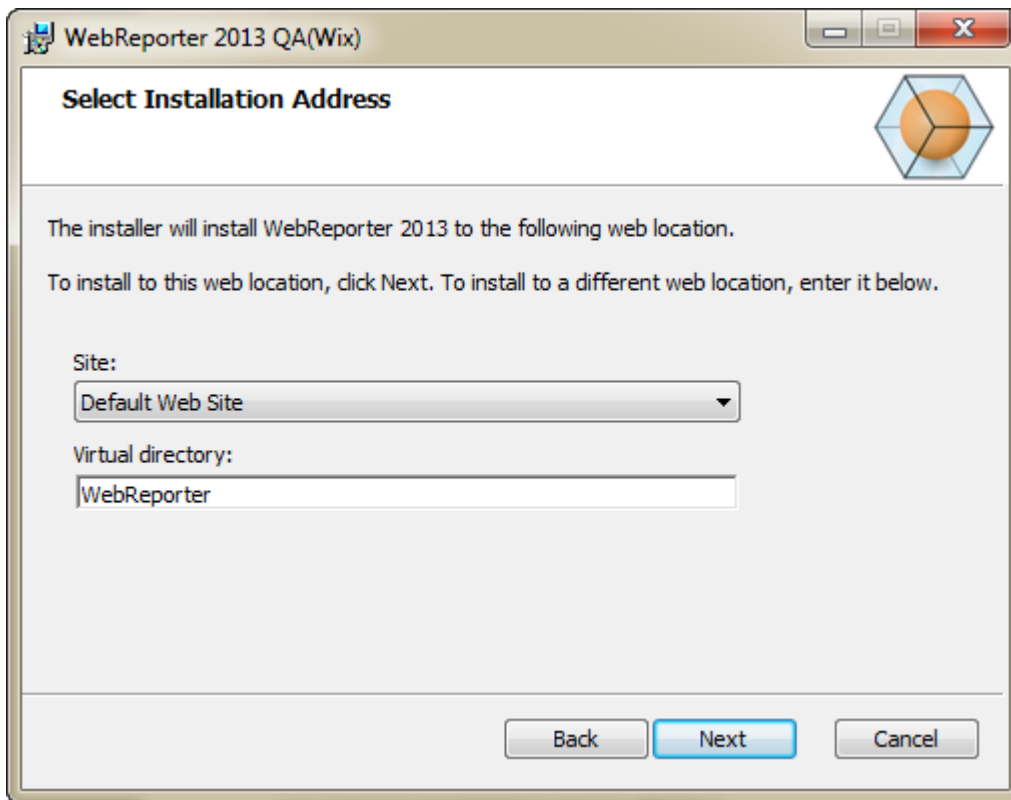 WebReporter 2013 QA(Wix)
Select Installation Address
The installer will install WebReporter 2013 to the following web location.
To install to this web location, click Next. To install to a different web location, enter it below.
Site:
Default Web Site
Virtual directory:
WebReporter
Back Next Cancel